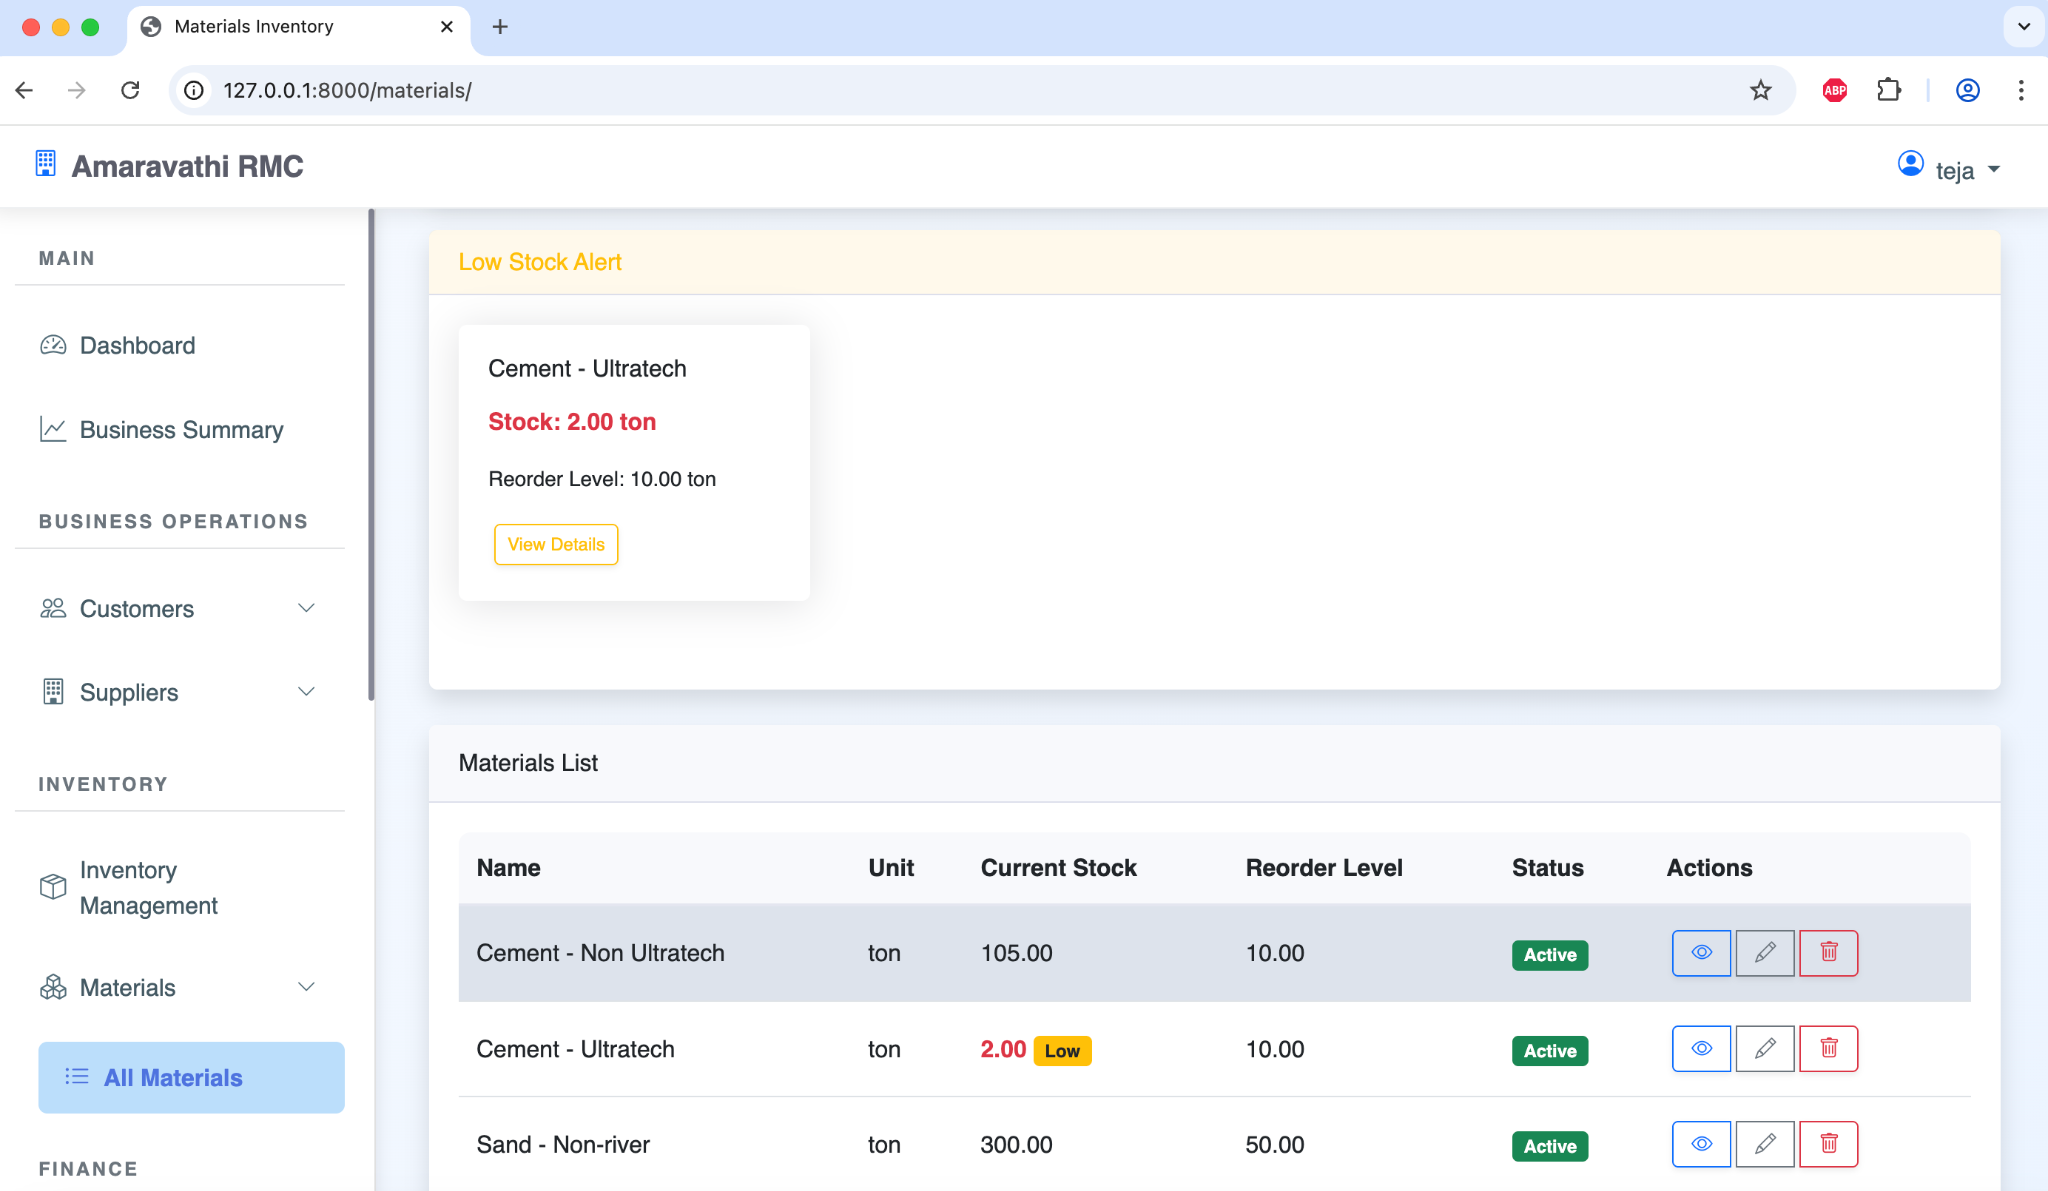 Materials Inventory
127.0.0.1:8000/materials/
ABP
Amaravathi RMC
teja
MAIN
Dashboard
Business Summary
BUSINESS OPERATIONS
Customers
Suppliers
INVENTORY
Inventory
Management
Materials
All Materials
FINANCE
Low Stock Alert
Cement - Ultratech
Stock: 2.00 ton
Reorder Level: 10.00 ton
View Details
Materials List
Name Unit Current Stock Reorder Level Status Actions
Cement - Non Ultratech ton 105.00 10.00 Active
Cement - Ultratech ton 2.00 Low 10.00 Active
Sand - Non-river ton 300.00 50.00 Active